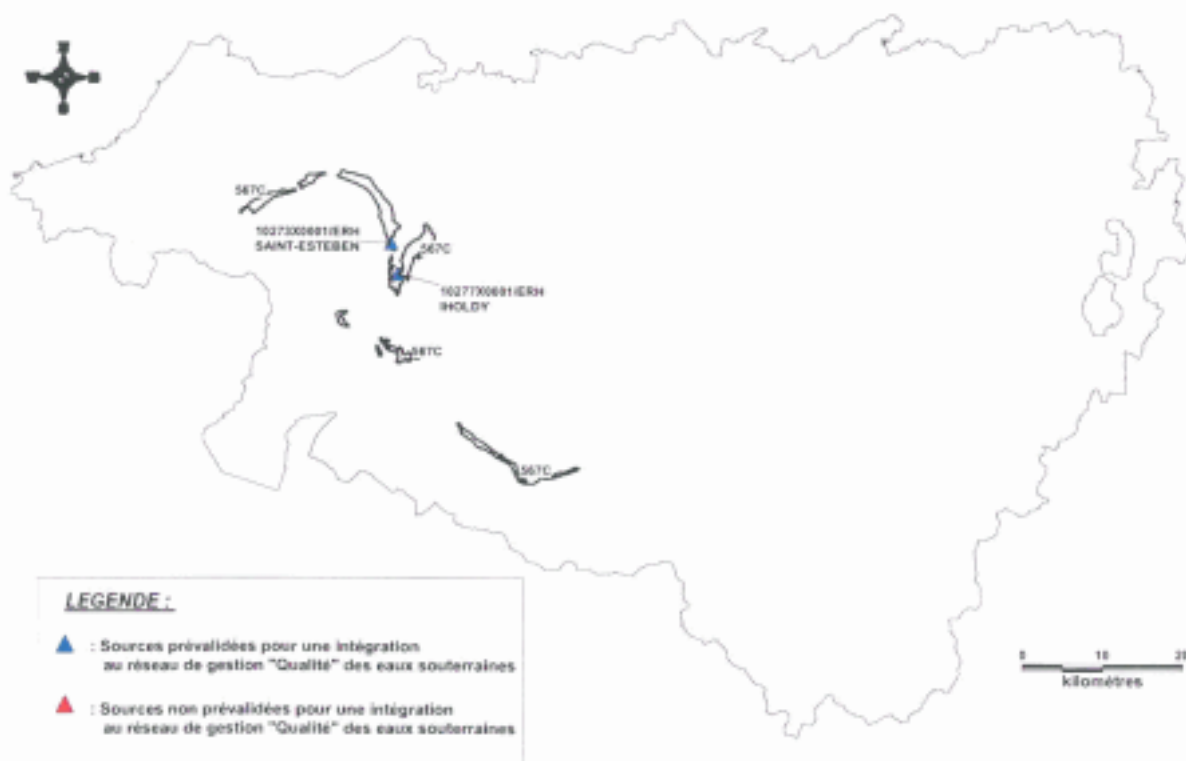 567C
10273X0001/ERH
SAINT-ESTEBEN
567C
10277X0001/ERH
IHOLDY
567C
567C
LEGENDE :
: Sources prévalidées pour une intégration
au réseau de gestion "Qualité" des eaux souterraines
: Sources non prévalidées pour une intégration
au réseau de gestion "Qualité" des eaux souterraines
0 10 20
kilomètres